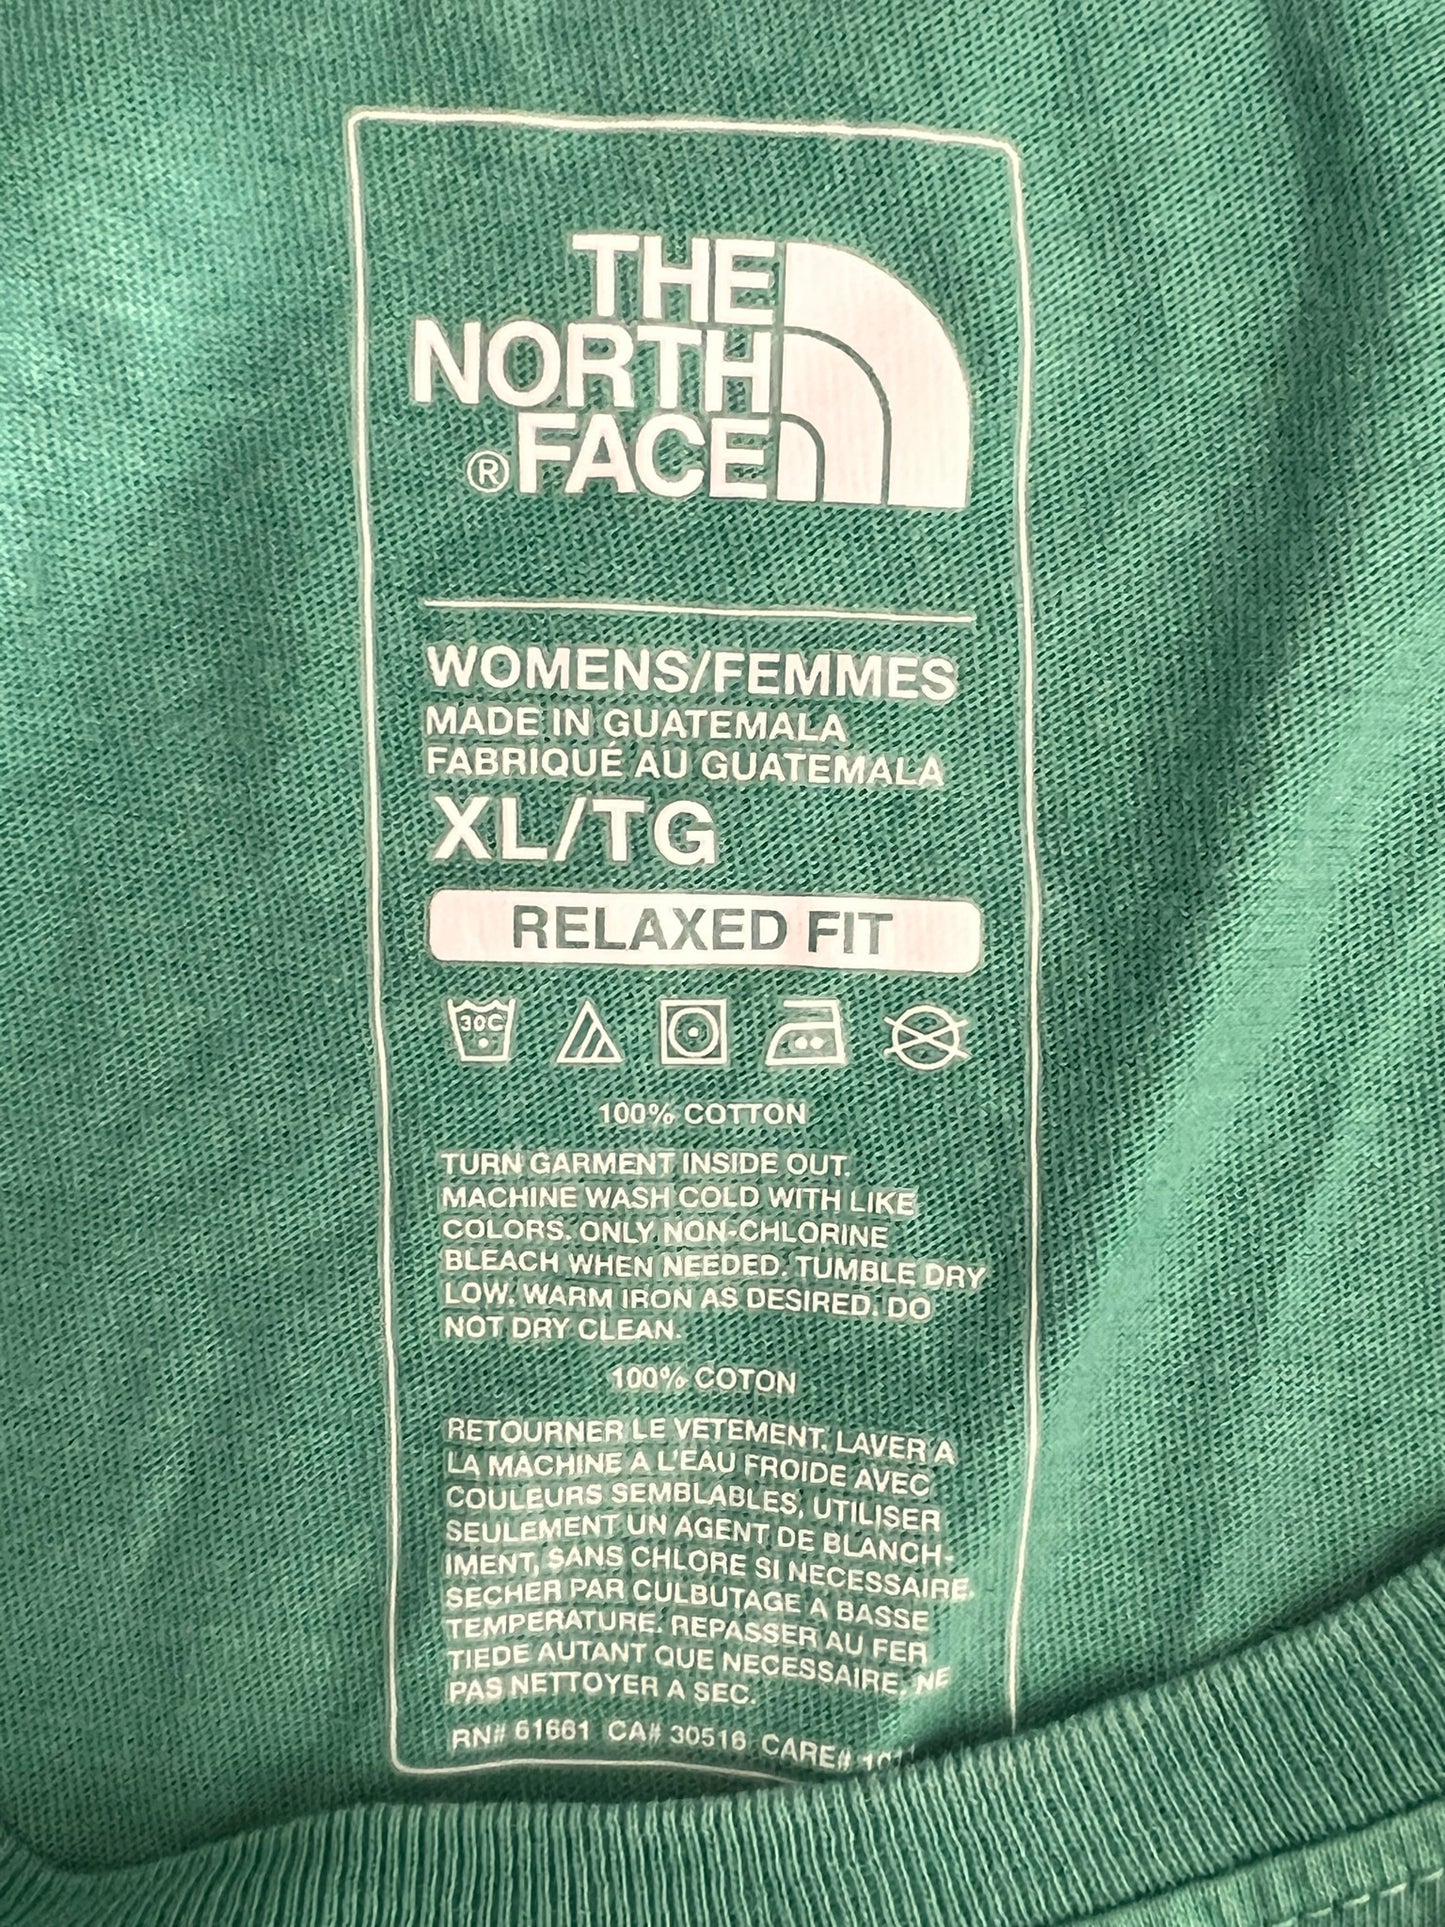 THE
NORTH
® FACE
WOMENS/FEMMES
MADE IN GUATEMALA
FABRIQUÉ AU GUATEMALA
XL/TG
RELAXED FIT
30C
100% COTTON
TURN GARMENT INSIDE OUT.
MACHINE WASH COLD WITH LIKE
COLORS. ONLY NON-CHLORINE
BLEACH WHEN NEEDED. TUMBLE DRY
LOW. WARM IRON AS DESIRED. DO
NOT DRY CLEAN.
100% COTON
RETOURNER LE VETEMENT, LAVER A
LA MACHINE A L'EAU FROIDE AVEC
COULEURS SEMBLABLES, UTILISER
SEULEMENT UN AGENT DE BLANCH-
IMENT, SANS CHLORE SI NECESSAIRE.
SECHER PAR CULBUTAGE A BASSE
TEMPERATURE. REPASSER AU FER
TIEDE AUTANT QUE NECESSAIRE. NE
PAS NETTOYER A SEC.
RN# 61661 CA# 30516 CARE#